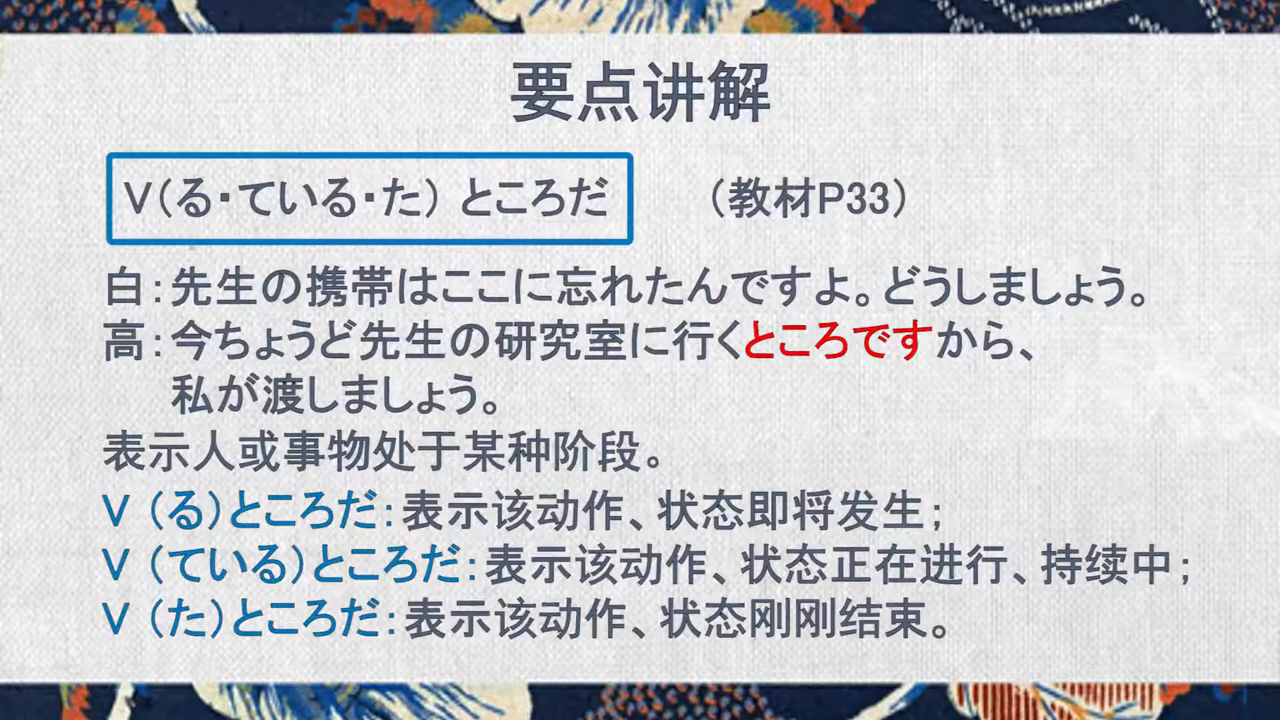 要点讲解
V(る・ている・た) ところだ (教材P33)
白:先生の携帯はここに忘れたんですよ。どうしましょう。
高:今ちょうど先生の研究室に行くところですから、
私が渡しましょう。
表示人或事物处于某种阶段。
V (る)ところだ:表示该动作、状态即将发生;
V (ている)ところだ:表示该动作、状态正在进行、持续中;
V (た)ところだ:表示该动作、状态刚刚结束。